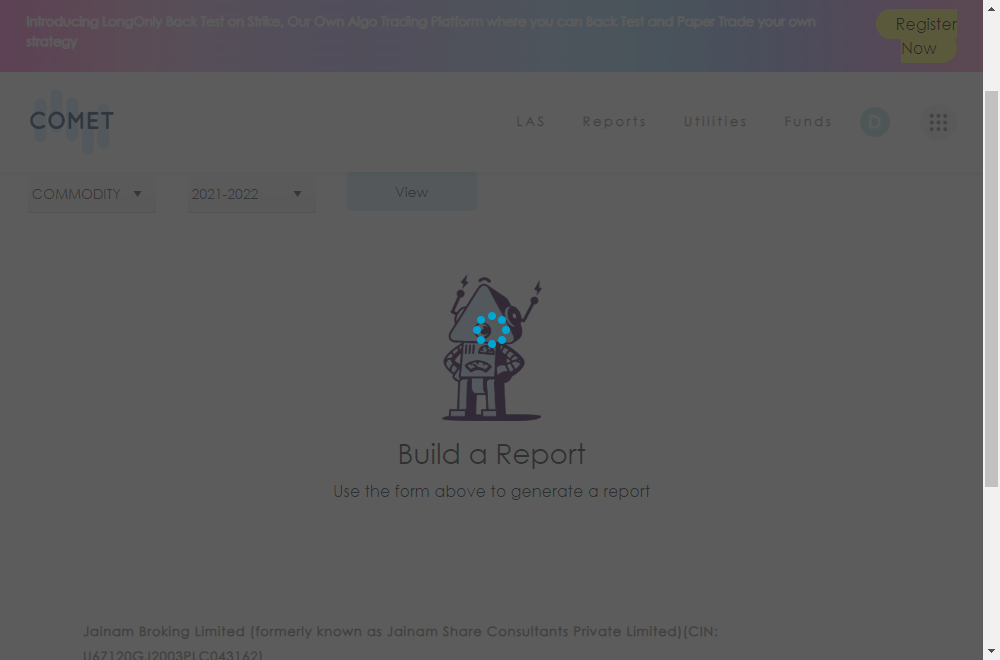 Introducing LongOnly Back Test on Strike, Our Own Algo Trading Platform where you can Back Test and Paper Trade your own
strategy
Register
Now
COMET
LAS Reports Utilities Funds D
COMMODITY 2021-2022 View
Build a Report
Use the form above to generate a report
Jainam Broking Limited (formerly known as Jainam Share Consultants Private Limited)(CIN:
U67120GJ2003PLC043162)